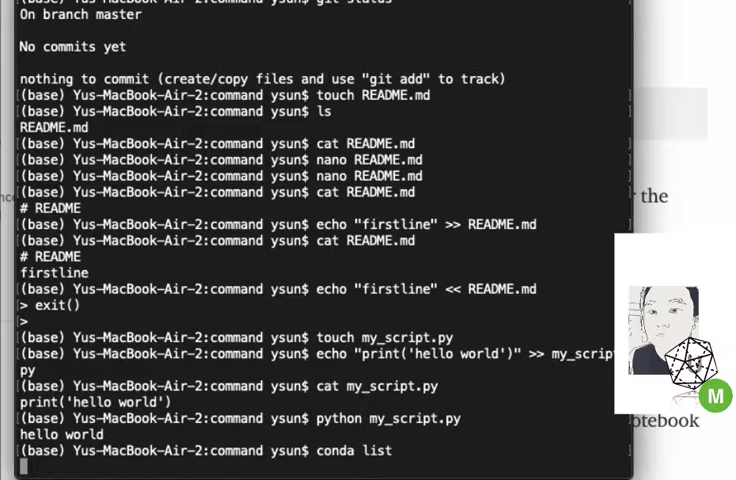 (base) Yus-MacBook-Air-2:command ysun$ git status
On branch master
No commits yet
nothing to commit (create/copy files and use "git add" to track)
[(base) Yus-MacBook-Air-2:command ysun$ touch README.md ]
[(base) Yus-MacBook-Air-2:command ysun$ ls ]
README.md
[(base) Yus-MacBook-Air-2:command ysun$ cat README.md ]
[(base) Yus-MacBook-Air-2:command ysun$ nano README.md ]
[(base) Yus-MacBook-Air-2:command ysun$ nano README.md ]
[(base) Yus-MacBook-Air-2:command ysun$ cat README.md ]
# README
[(base) Yus-MacBook-Air-2:command ysun$ echo "firstline" >> README.md ]
[(base) Yus-MacBook-Air-2:command ysun$ cat README.md ]
# README
firstline
[(base) Yus-MacBook-Air-2:command ysun$ echo "firstline" << README.md
[> exit()
[>
[(base) Yus-MacBook-Air-2:command ysun$ touch my_script.py
[(base) Yus-MacBook-Air-2:command ysun$ echo "print('hello world')" >> my_script
py
[(base) Yus-MacBook-Air-2:command ysun$ cat my_script.py
print('hello world')
[(base) Yus-MacBook-Air-2:command ysun$ python my_script.py
hello world
[(base) Yus-MacBook-Air-2:command ysun$ conda list ]
the
M
otebook